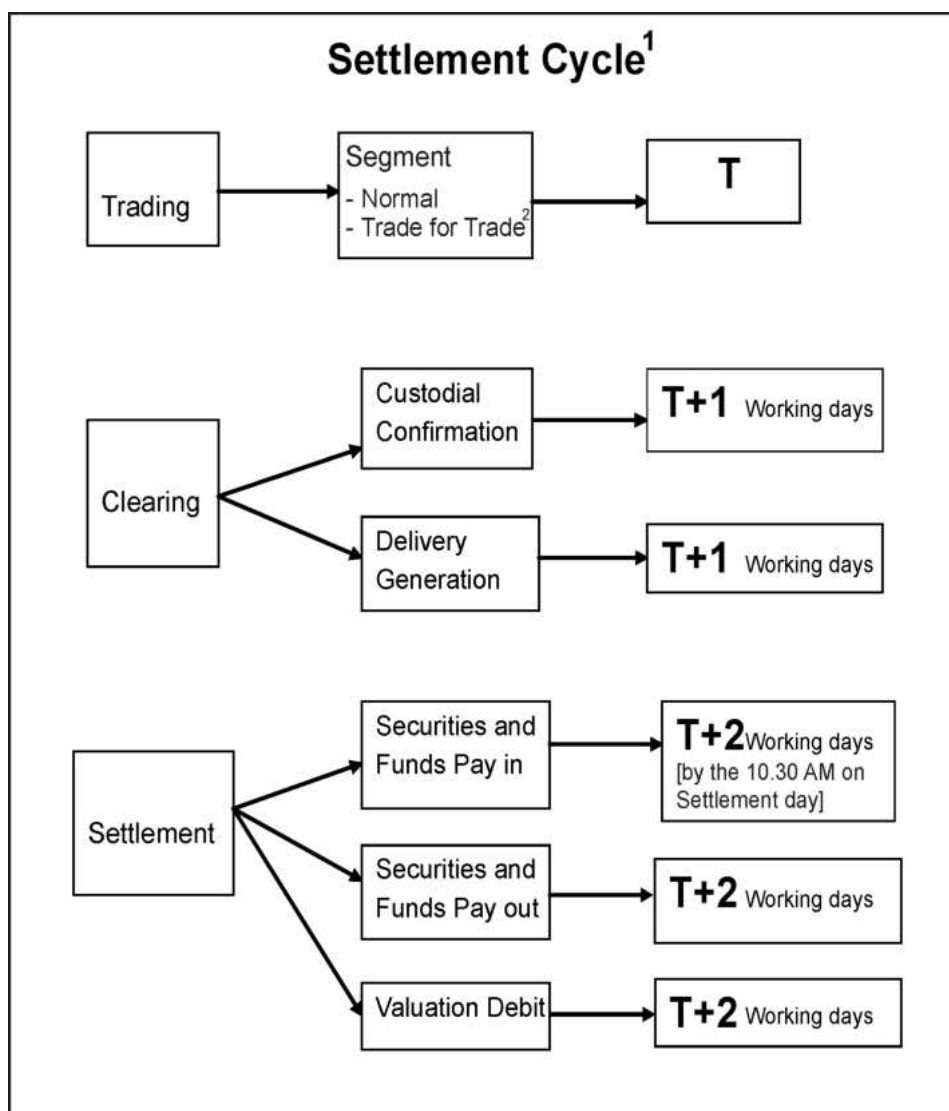 Settlement Cycle1
Trading
Segment
- Normal
- Trade for Trade2
T
Clearing
Custodial
Confirmation
T+1 Working days
Delivery
Generation
T+1 Working days
Settlement
Securities and
Funds Pay in
T+2 Working days
[by the 10.30 AM on
Settlement day]
Securities and
Funds Pay out
T+2 Working days
Valuation Debit
T+2 Working days